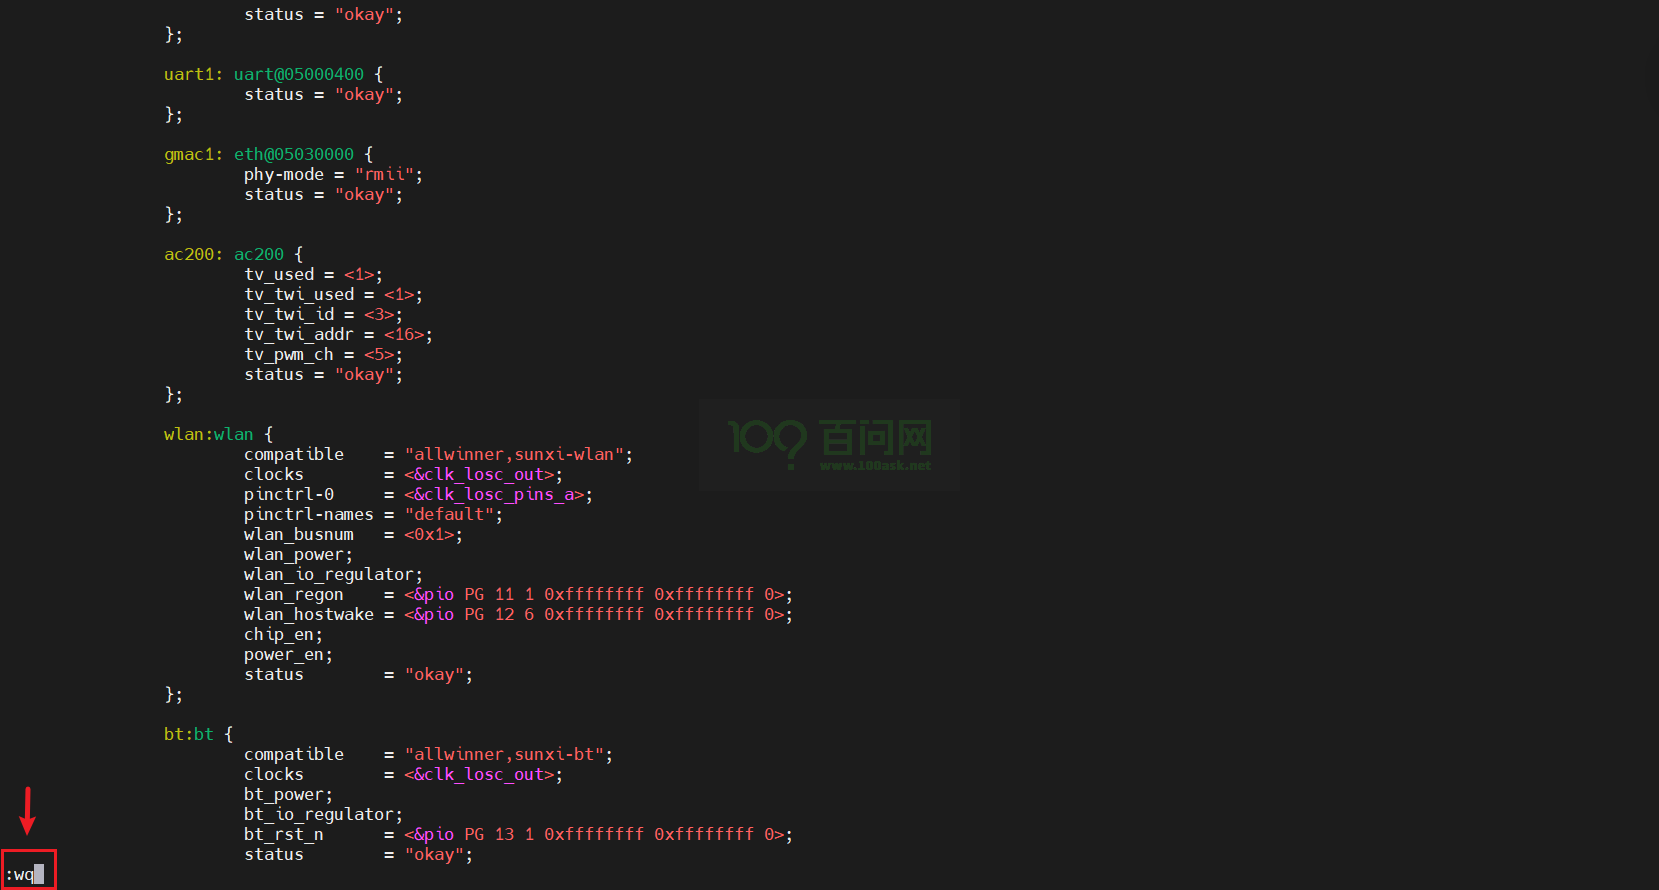 status = "okay";
};
uart1: uart@05000400 {
status = "okay";
};
gmac1: eth@05030000 {
phy-mode = "rmii";
status = "okay";
};
ac200: ac200 {
tv_used = <1>;
tv_twi_used = <1>;
tv_twi_id = <3>;
tv_twi_addr = <16>;
tv_pwm_ch = <5>;
status = "okay";
};
wlan:wlan {
compatible    = "allwinner,sunxi-wlan";
clocks        = <&clk_losc_out>;
pinctrl-0     = <&clk_losc_pins_a>;
pinctrl-names = "default";
wlan_busnum   = <0x1>;
wlan_power;
wlan_io_regulator;
wlan_regon    = <&pio PG 11 1 0xffffffff 0xffffffff 0>;
wlan_hostwake = <&pio PG 12 6 0xffffffff 0xffffffff 0>;
chip_en;
power_en;
status        = "okay";
};
bt:bt {
compatible    = "allwinner,sunxi-bt";
clocks        = <&clk_losc_out>;
bt_power;
bt_io_regulator;
bt_rst_n      = <&pio PG 13 1 0xffffffff 0xffffffff 0>;
status        = "okay";
:wq
100? 百问网
www.100ask.net